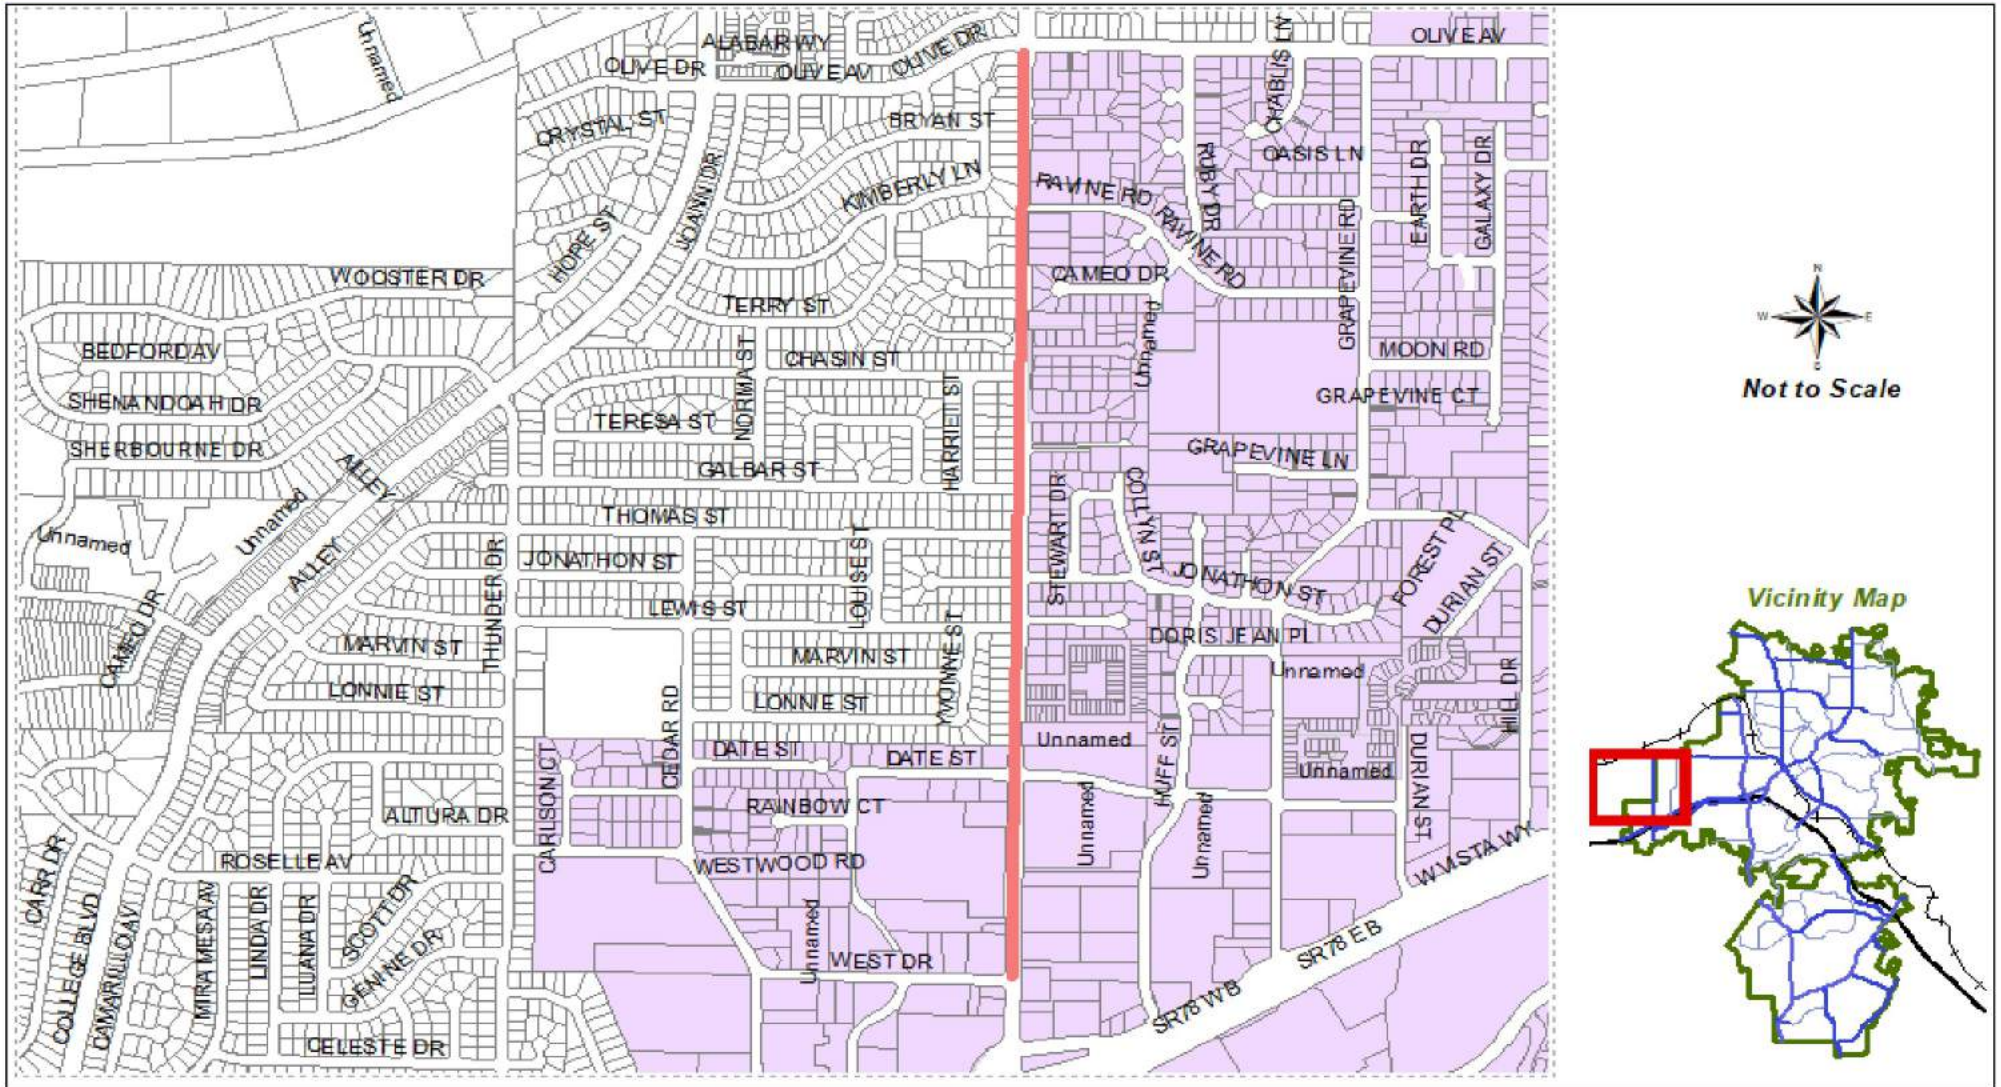 Unnamed
ALABAR WY
OLIVE DR
OLIVE AV
OLIVE DR
CHABLIS LN
OLIVE AV
CRYSTAL ST
BRYAN ST
JOANN DR
KIMBERLY LN
HOPE ST
RAVINE RD
RAVINE RD
RUBY DR
OASIS LN
GRAPEVINE RD
EARTH DR
GALAXY DR
WOOSTER DR
TERRY ST
CAMEO DR
Unnamed
BEDFORD AV
CHASIN ST
NORMA ST
MOON RD
SHENANDOAH DR
TERESA ST
HARRIET ST
GRAPEVINE CT
SHERBOURNE DR
ALLEY
GALBAR ST
GRAPEVINE LN
Unnamed
Unnamed
ALLEY
THOMAS ST
THUNDER DR
JONATHON ST
LOUISE ST
STEWART DR
COLLYN ST
JONATHON ST
FOREST PL
DURIAN ST
CAMEO DR
LEWIS ST
MARVIN ST
MARVIN ST
YVONNE ST
DORIS JEAN PL
Unnamed
HILL DR
LONNIE ST
CEDAR RD
LONNIE ST
CARLSON CT
DATE ST
DATE ST
Unnamed
HUFF ST
Unnamed
DURIAN ST
ALTURA DR
RAINBOW CT
Unnamed
Unnamed
CARR DR
ROSELLE AV
WESTWOOD RD
W VISTA WY
COLLEGE BLVD
CAMARILLO AV
MIRA MESA AV
LINDA DR
LUANA DR
SCOTT DR
GENINE DR
Unnamed
WEST DR
SR78 EB
SR78 WB
CELESTE DR
N
W
E
S
Not to Scale
Vicinity Map